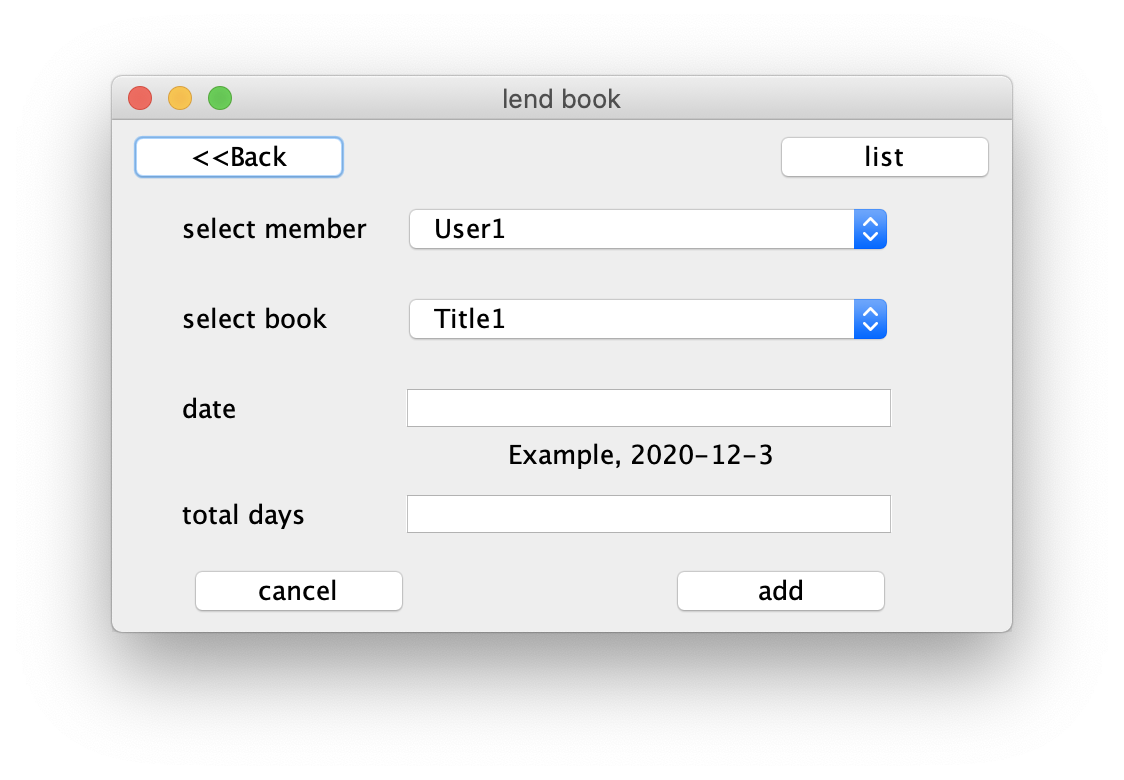 lend book
<<Back
list
select member
User1
select book
Title1
date
Example, 2020-12-3
total days
cancel
add